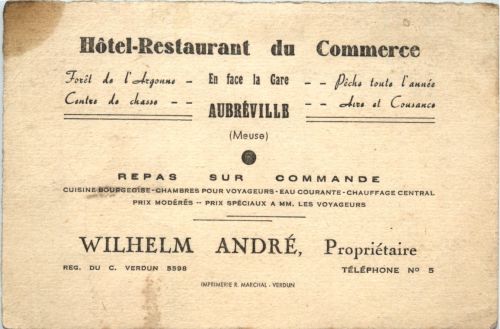 Hôtel-Restaurant du Commerce
Forêt de l'Argonne - En face la Gare - - Pêche toute l'année
Centre de chasse - - AUBRÉVILLE - - Aire et Cousance
(Meuse)
REPAS SUR COMMANDE
CUISINE BOURGEOISE - CHAMBRES POUR VOYAGEURS - EAU COURANTE - CHAUFFAGE CENTRAL
PRIX MODÉRÉS -- PRIX SPÉCIAUX A MM. LES VOYAGEURS
WILHELM ANDRÉ, Propriétaire
REG. DU C. VERDUN 5598 TÉLÉPHONE Nº 5
IMPRIMERIE R. MARCHAL - VERDUN